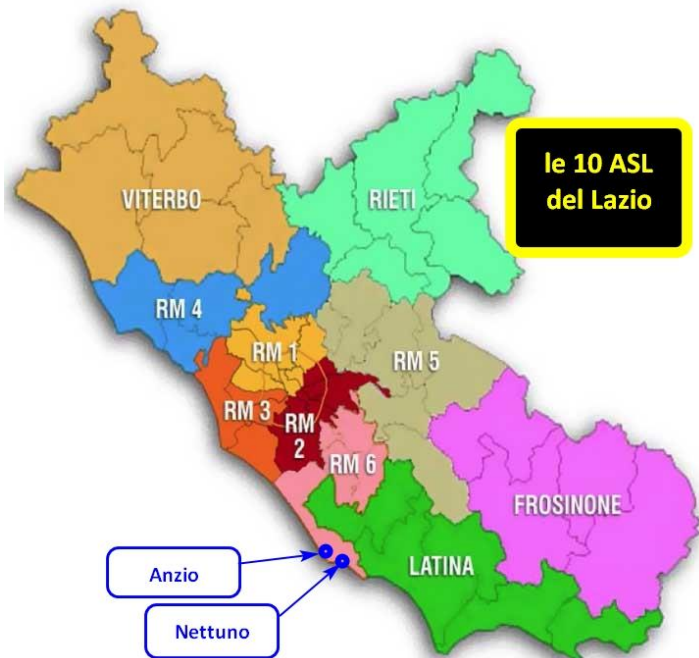 le 10 ASL
del Lazio
VITERBO
RIETI
RM 4
RM 1
RM 5
RM 3
RM
2
RM 6
FROSINONE
LATINA
Anzio
Nettuno